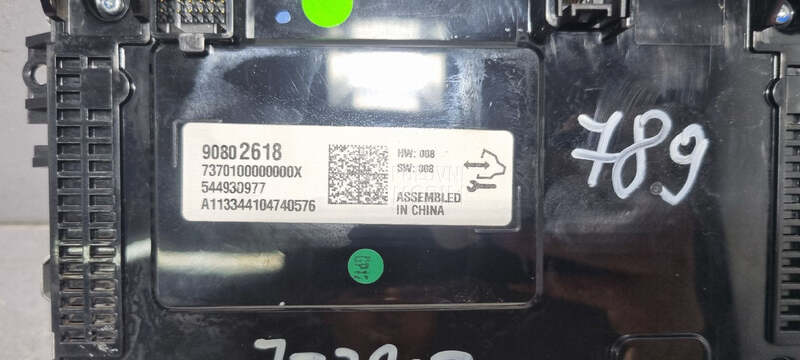 90802618
7370100000000X
544930977
A113344104740576
HW: 008
SW: 008
ASSEMBLED
IN CHINA
789